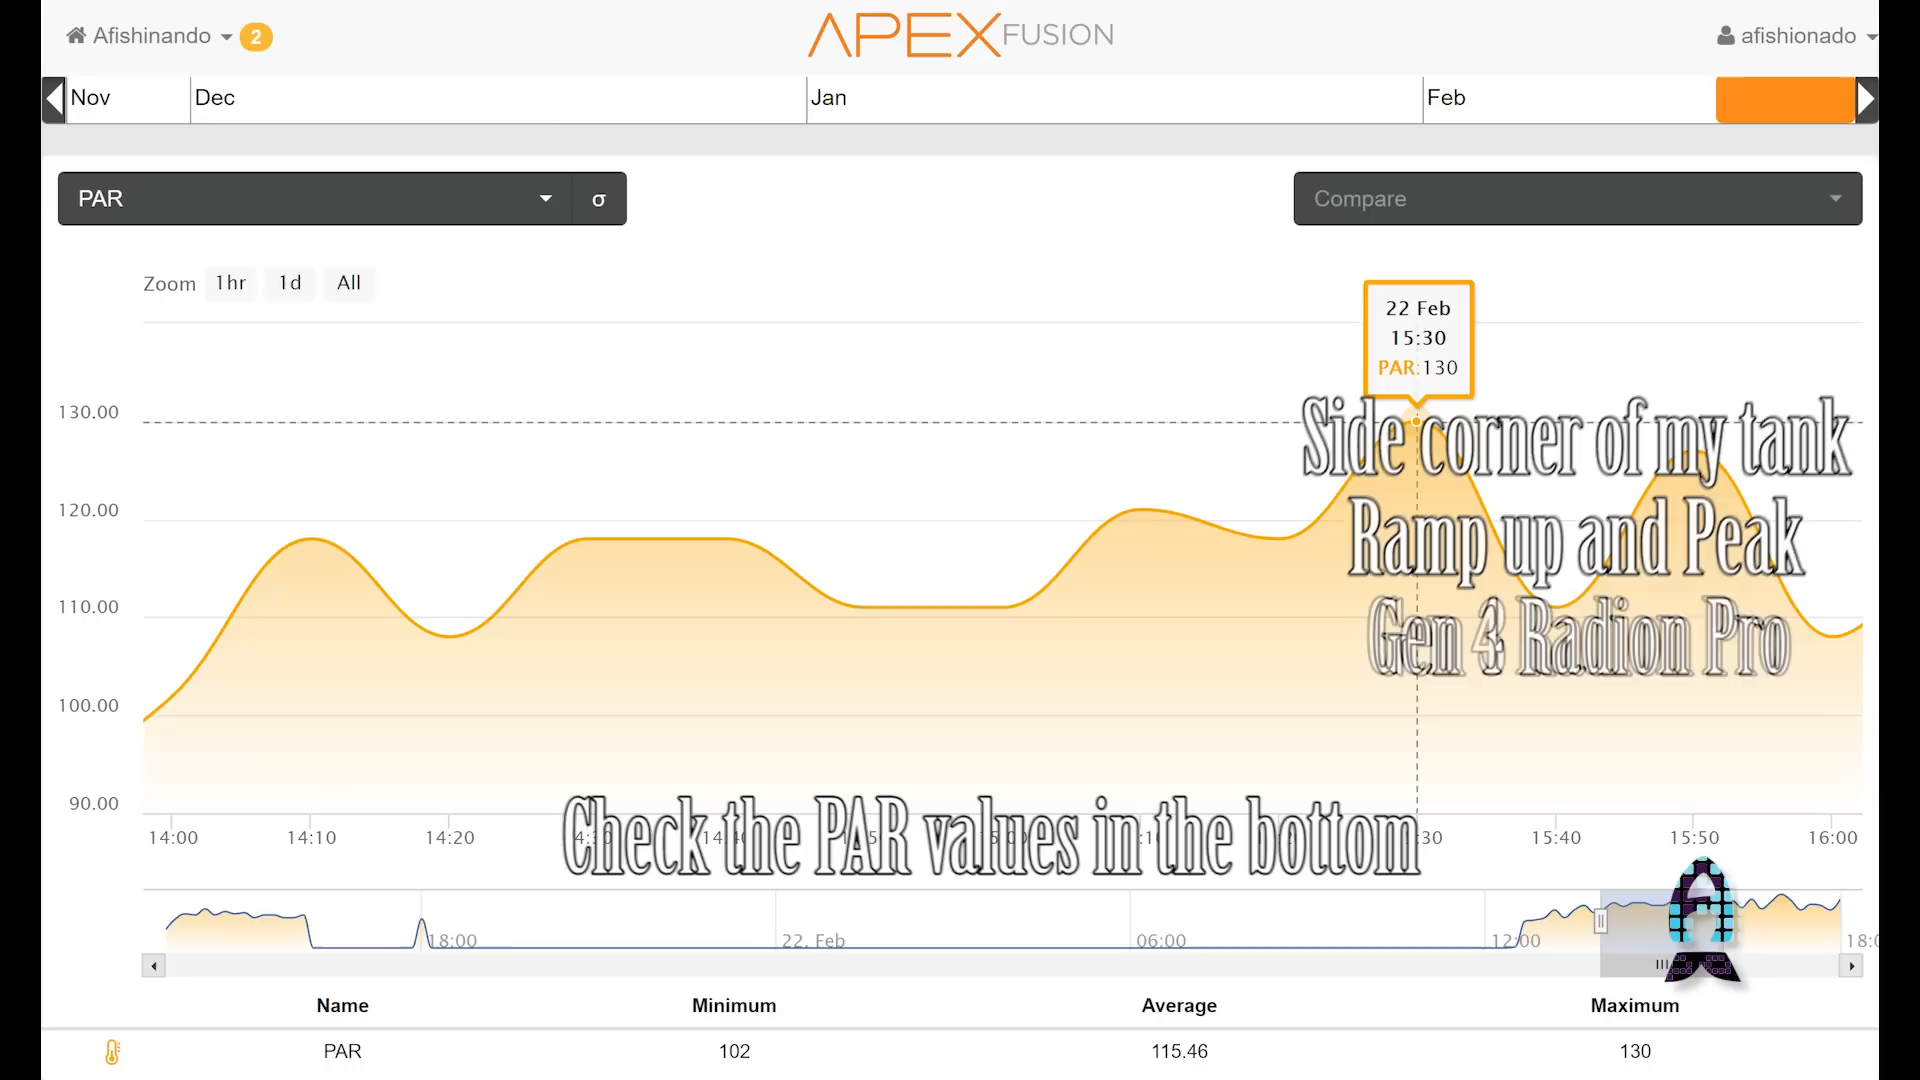 Afishinando 2
APEX FUSION
afishionado
Nov Dec Jan Feb
PAR σ
Compare
Zoom 1hr 1d All
22 Feb
15:30
PAR:130
130.00
120.00
110.00
100.00
90.00
Side corner of my tank
Ramp up and Peak
Gen Radion Pro
14:00 14:10 14:20 15:40 15:50 16:00
Check the PAR values in the bottom
18:00 22. Feb 06:00 12:00
Name Minimum Average Maximum
PAR 102 115.46 130